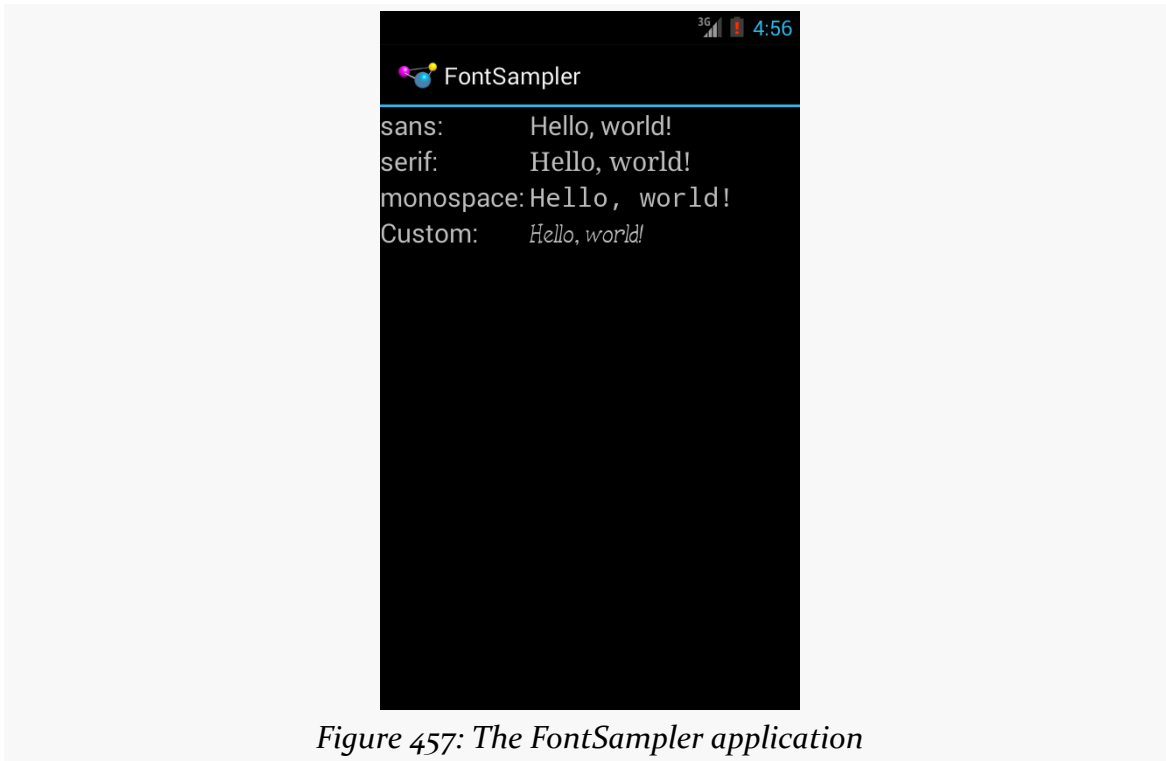 3G 4:56
FontSampler
sans: Hello, world!
serif: Hello, world!
monospace: Hello, world!
Custom: Hello, world!
Figure 457: The FontSampler application